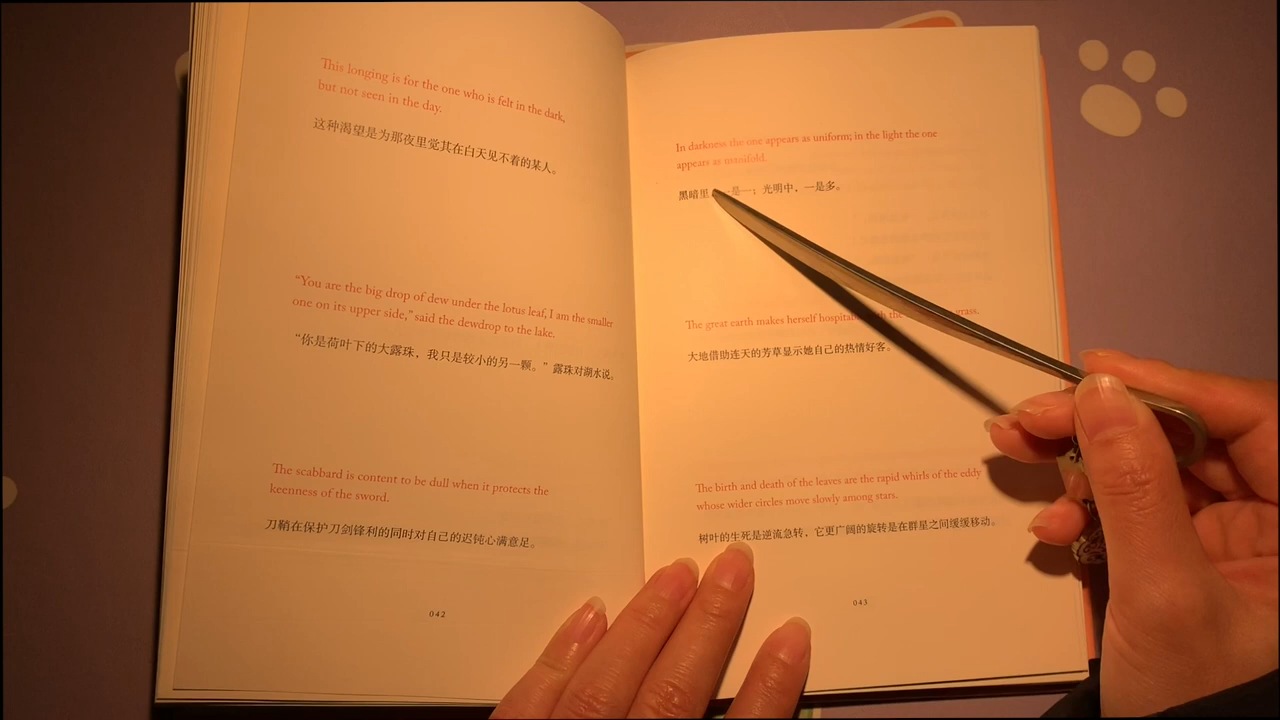 This longing is for the one who is felt in the dark,
but not seen in the day.
这种渴望是为那夜里觉其在白天见不着的某人。
"You are the big drop of dew under the lotus leaf, I am the smaller
one on its upper side," said the dewdrop to the lake.
"你是荷叶下的大露珠，我只是较小的另一颗。"露珠对湖水说。
The scabbard is content to be dull when it protects the
keenness of the sword.
刀鞘在保护刀剑锋利的同时对自己的迟钝心满意足。
042
In darkness the one appears as uniform; in the light the one
appears as manifold.
黑暗里 一是一；光明中，一是多。
The great earth makes herself hospitable with the grass.
大地借助连天的芳草显示她自己的热情好客。
The birth and death of the leaves are the rapid whirls of the eddy
whose wider circles move slowly among stars.
树叶的生死是逆流急转，它更广阔的旋转是在群星之间缓缓移动。
043